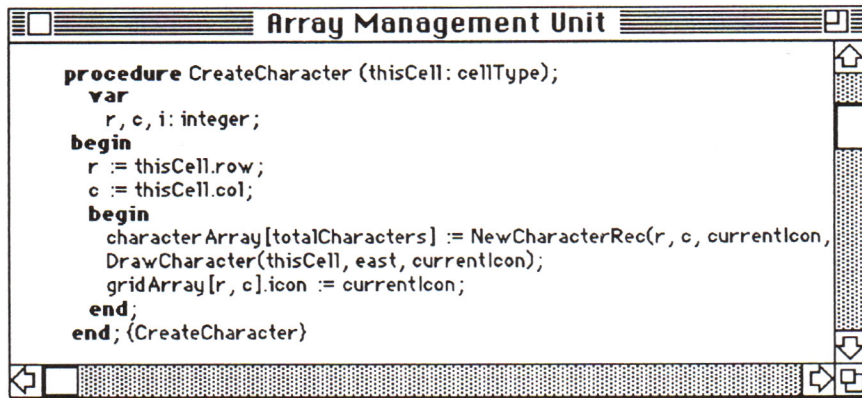 Array Management Unit
procedure CreateCharacter (thisCell: cellType);
var
r, c, i: integer;
begin
r := thisCell.row;
c := thisCell.col;
begin
characterArray[totalCharacters] := NewCharacterRec(r, c, currentIcon,
DrawCharacter(thisCell, east, currentIcon);
gridArray[r, c].icon := currentIcon;
end;
end; {CreateCharacter}